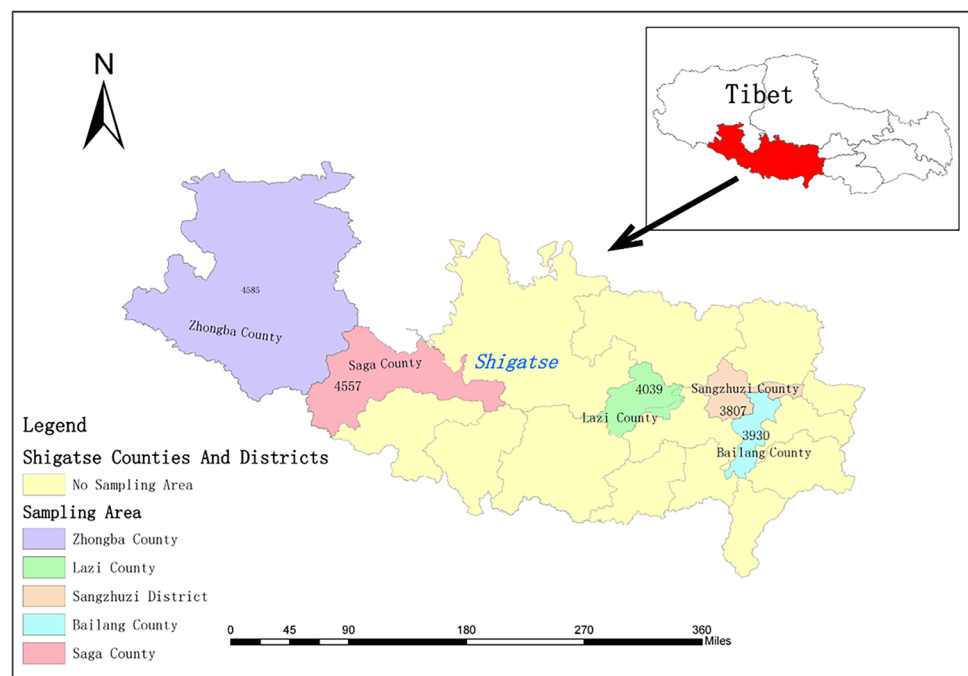 N
Tibet
4585
Zhongba County
Saga County
4557
Shigatse
4039
Lazi County
Sangzhuzi County
3807
3930
Bailang County
Legend
Shigatse Counties And Districts
No Sampling Area
Sampling Area
Zhongba County
Lazi County
Sangzhuzi District
Bailang County
Saga County
0 45 90 180 270 360
Miles